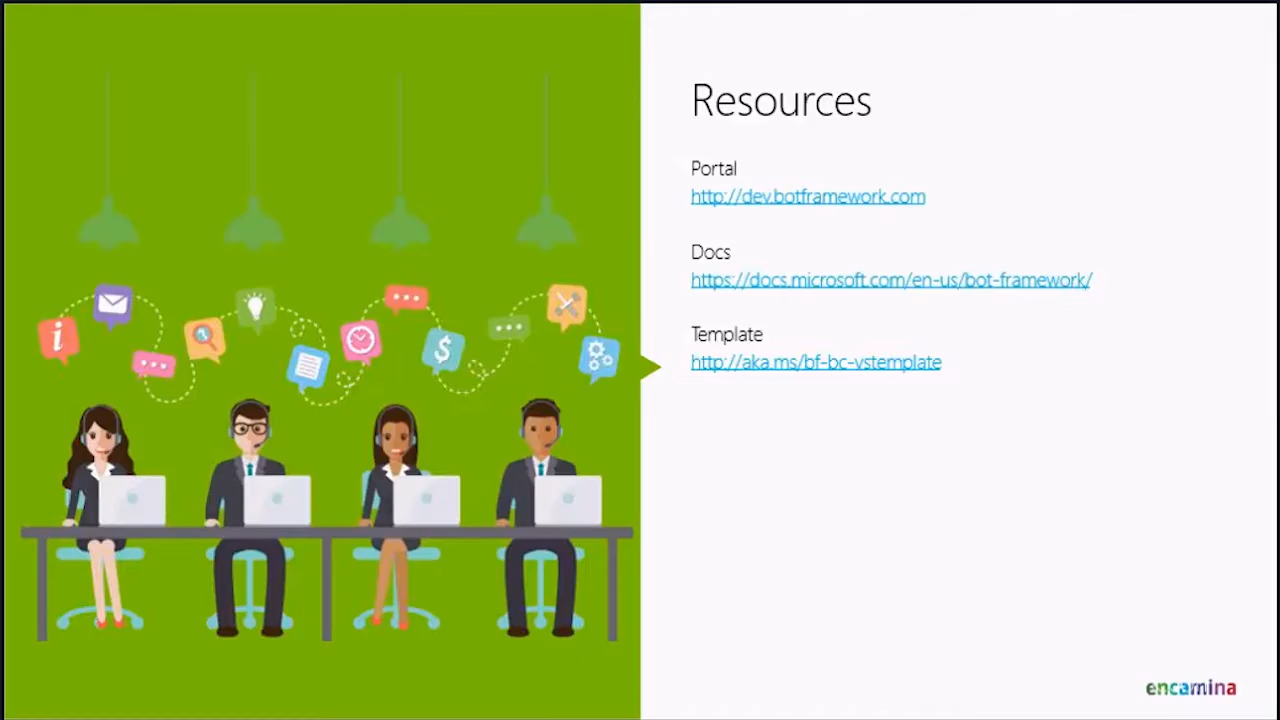 Resources
Portal
http://dev.botframework.com
Docs
https://docs.microsoft.com/en-us/bot-framework/
Template
http://aka.ms/bf-bc-vstemplate
i
?
$
encamina